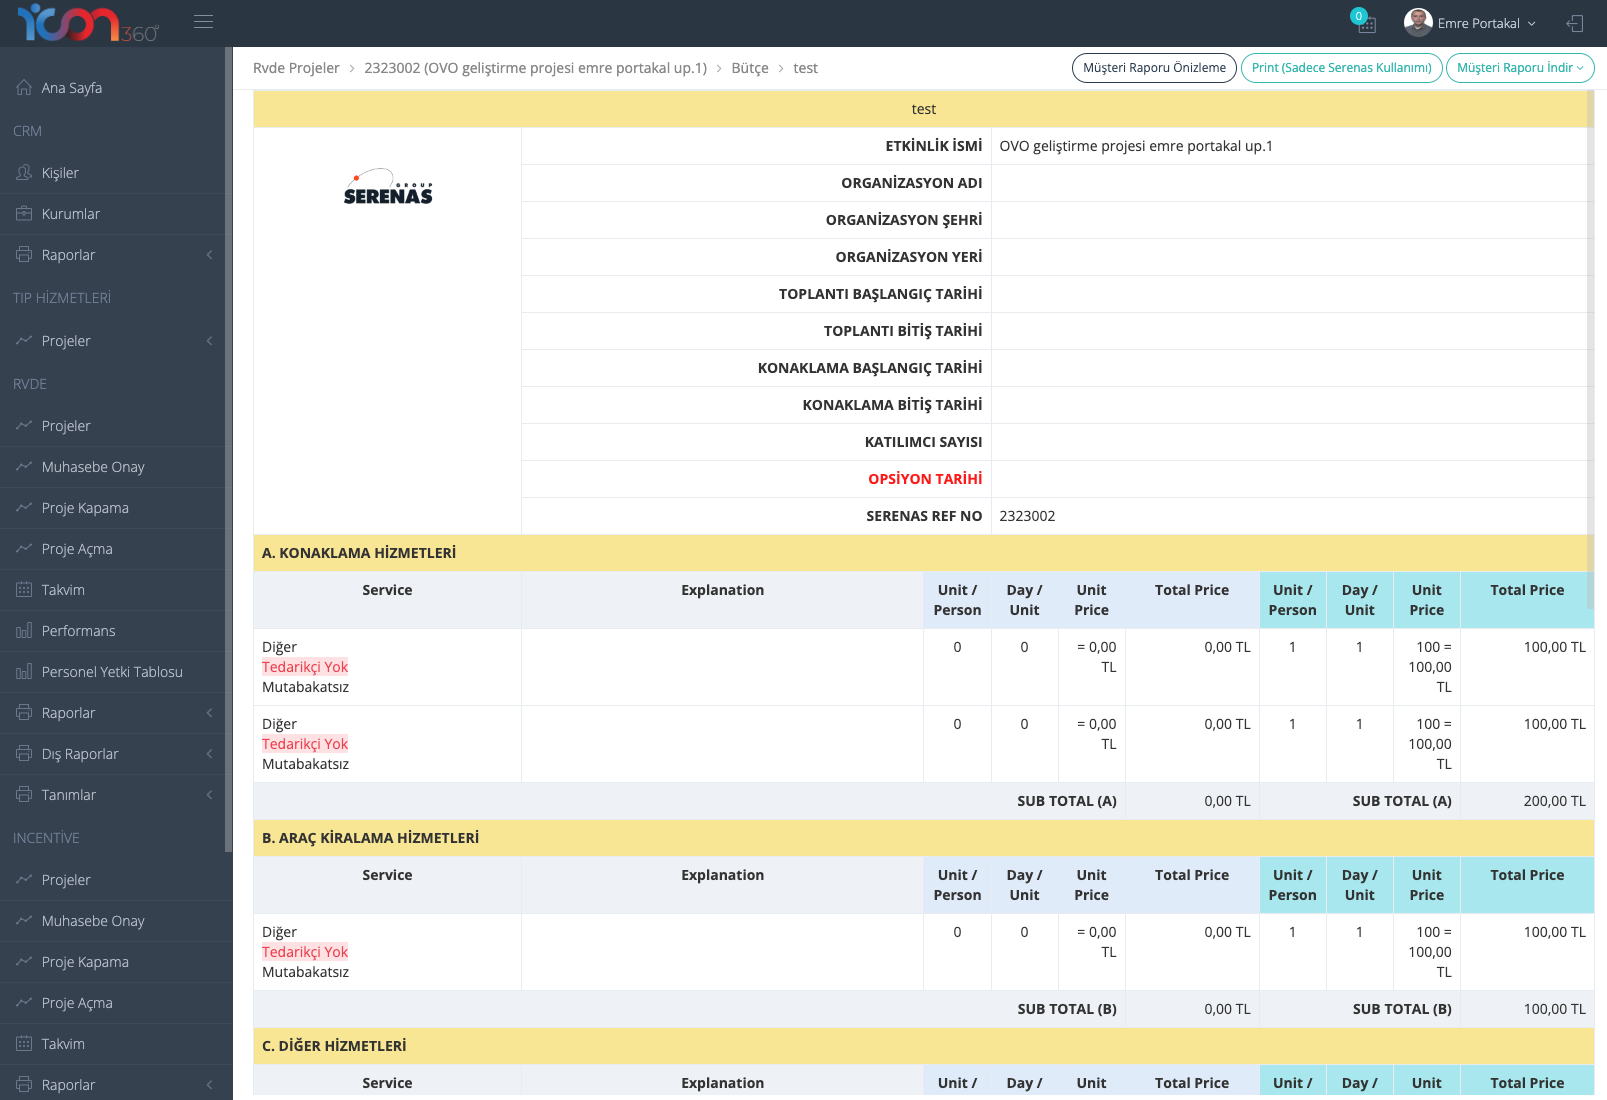 icon 360°
0
Emre Portakal
Ana Sayfa
CRM
Kişiler
Kurumlar
Raporlar
TIP HİZMETLERİ
Projeler
RVDE
Projeler
Muhasebe Onay
Proje Kapama
Proje Açma
Takvim
Performans
Personel Yetki Tablosu
Raporlar
Dış Raporlar
Tanımlar
INCENTİVE
Projeler
Muhasebe Onay
Proje Kapama
Proje Açma
Takvim
Raporlar
Rvde Projeler > 2323002 (OVO geliştirme projesi emre portakal up.1) > Bütçe > test
Müşteri Raporu Önizleme
Print (Sadece Serenas Kullanımı)
Müşteri Raporu İndir
test
GROUP
SERENAS
ETKİNLİK İSMİ OVO geliştirme projesi emre portakal up.1
ORGANİZASYON ADI
ORGANİZASYON ŞEHRİ
ORGANİZASYON YERİ
TOPLANTI BAŞLANGIÇ TARİHİ
TOPLANTI BİTİŞ TARİHİ
KONAKLAMA BAŞLANGIÇ TARİHİ
KONAKLAMA BİTİŞ TARİHİ
KATILIMCI SAYISI
OPSİYON TARİHİ
SERENAS REF NO 2323002
A. KONAKLAMA HİZMETLERİ
Service Explanation Unit / Day / Unit Total Price Unit / Day / Unit Total Price
Person Unit Price Person Unit Price
Diğer 0 0 = 0,00 0,00 TL 1 1 100 = 100,00 TL
Tedarikçi Yok TL 100,00
Mutabakatsız TL
Diğer 0 0 = 0,00 0,00 TL 1 1 100 = 100,00 TL
Tedarikçi Yok TL 100,00
Mutabakatsız TL
SUB TOTAL (A) 0,00 TL SUB TOTAL (A) 200,00 TL
B. ARAÇ KİRALAMA HİZMETLERİ
Service Explanation Unit / Day / Unit Total Price Unit / Day / Unit Total Price
Person Unit Price Person Unit Price
Diğer 0 0 = 0,00 0,00 TL 1 1 100 = 100,00 TL
Tedarikçi Yok TL 100,00
Mutabakatsız TL
SUB TOTAL (B) 0,00 TL SUB TOTAL (B) 100,00 TL
C. DİĞER HİZMETLERİ
Service Explanation Unit / Day / Unit Total Price Unit / Day / Unit Total Price